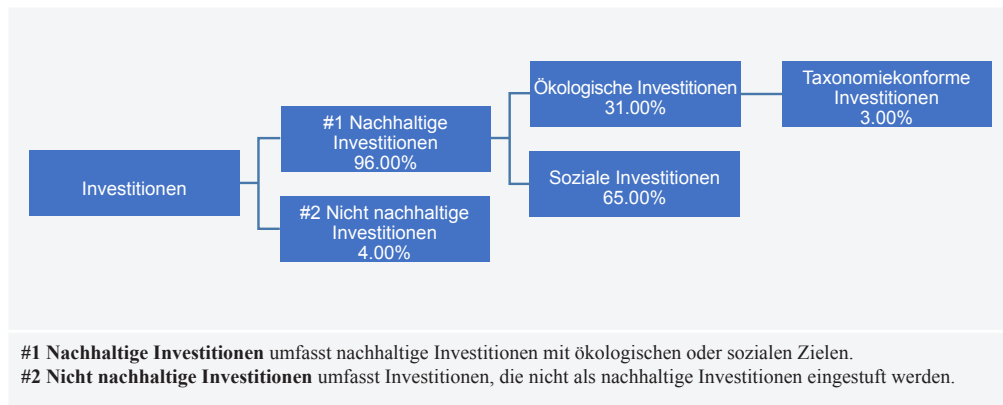 Investitionen
#1 Nachhaltige
Investitionen
96.00%
#2 Nicht nachhaltige
Investitionen
4.00%
Ökologische Investitionen
31.00%
Soziale Investitionen
65.00%
Taxonomiekonforme
Investitionen
3.00%
#1 Nachhaltige Investitionen umfasst nachhaltige Investitionen mit ökologischen oder sozialen Zielen.
#2 Nicht nachhaltige Investitionen umfasst Investitionen, die nicht als nachhaltige Investitionen eingestuft werden.